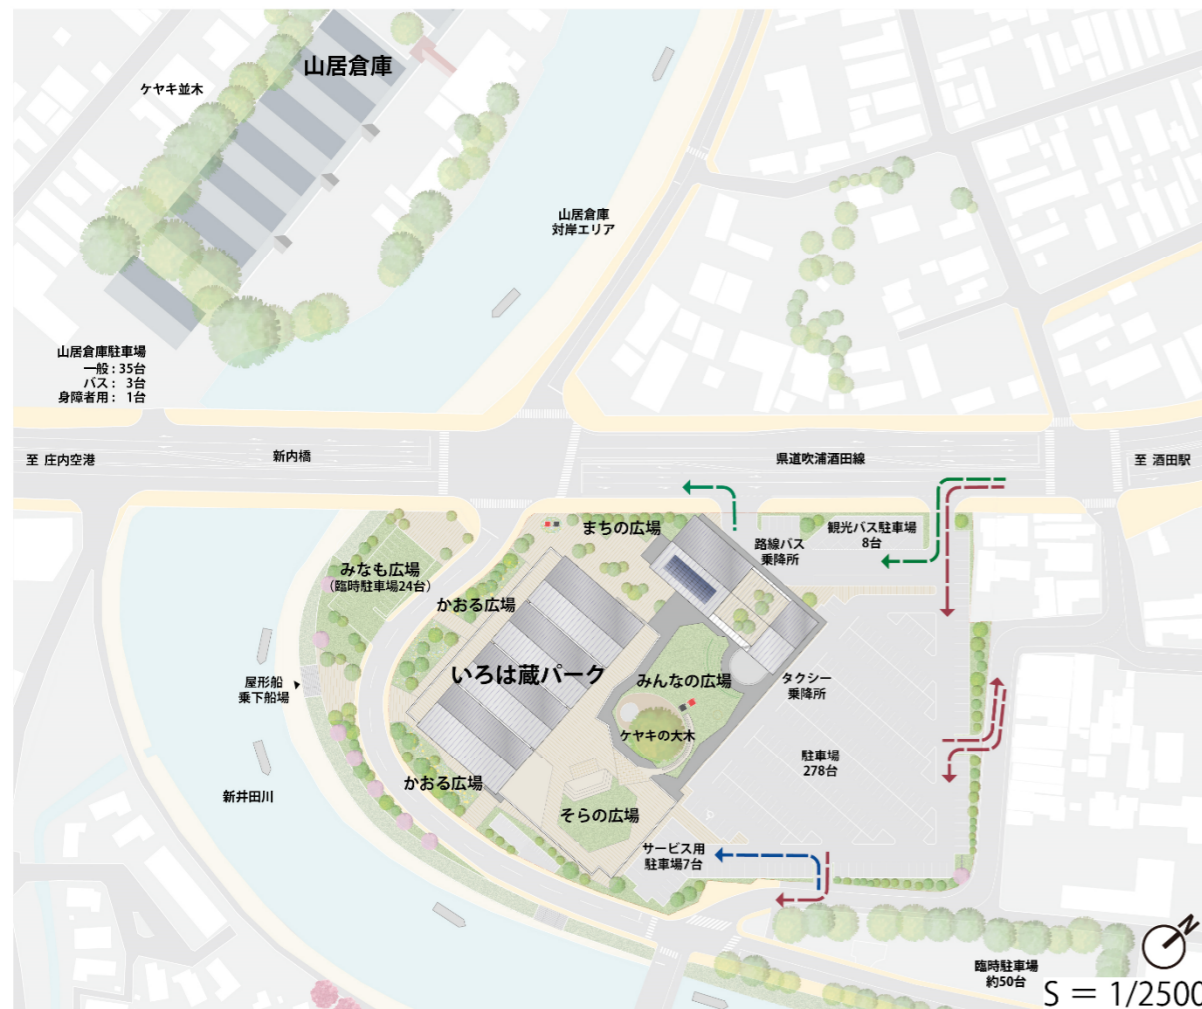 山居倉庫
ケヤキ並木
山居倉庫
対岸エリア
山居倉庫駐車場
一般：35台
バス： 3台
身障者用： 1台
至 庄内空港
新内橋
県道吹浦酒田線
至 酒田駅
まちの広場
路線バス
乗降所
観光バス駐車場
8台
みなも広場
（臨時駐車場24台）
かおる広場
いろは蔵パーク
みんなの広場
タクシー
乗降所
屋形船
乗下船場
ケヤキの大木
駐車場
278台
かおる広場
新井田川
そらの広場
サービス用
駐車場7台
臨時駐車場
約50台
N
S = 1/2500